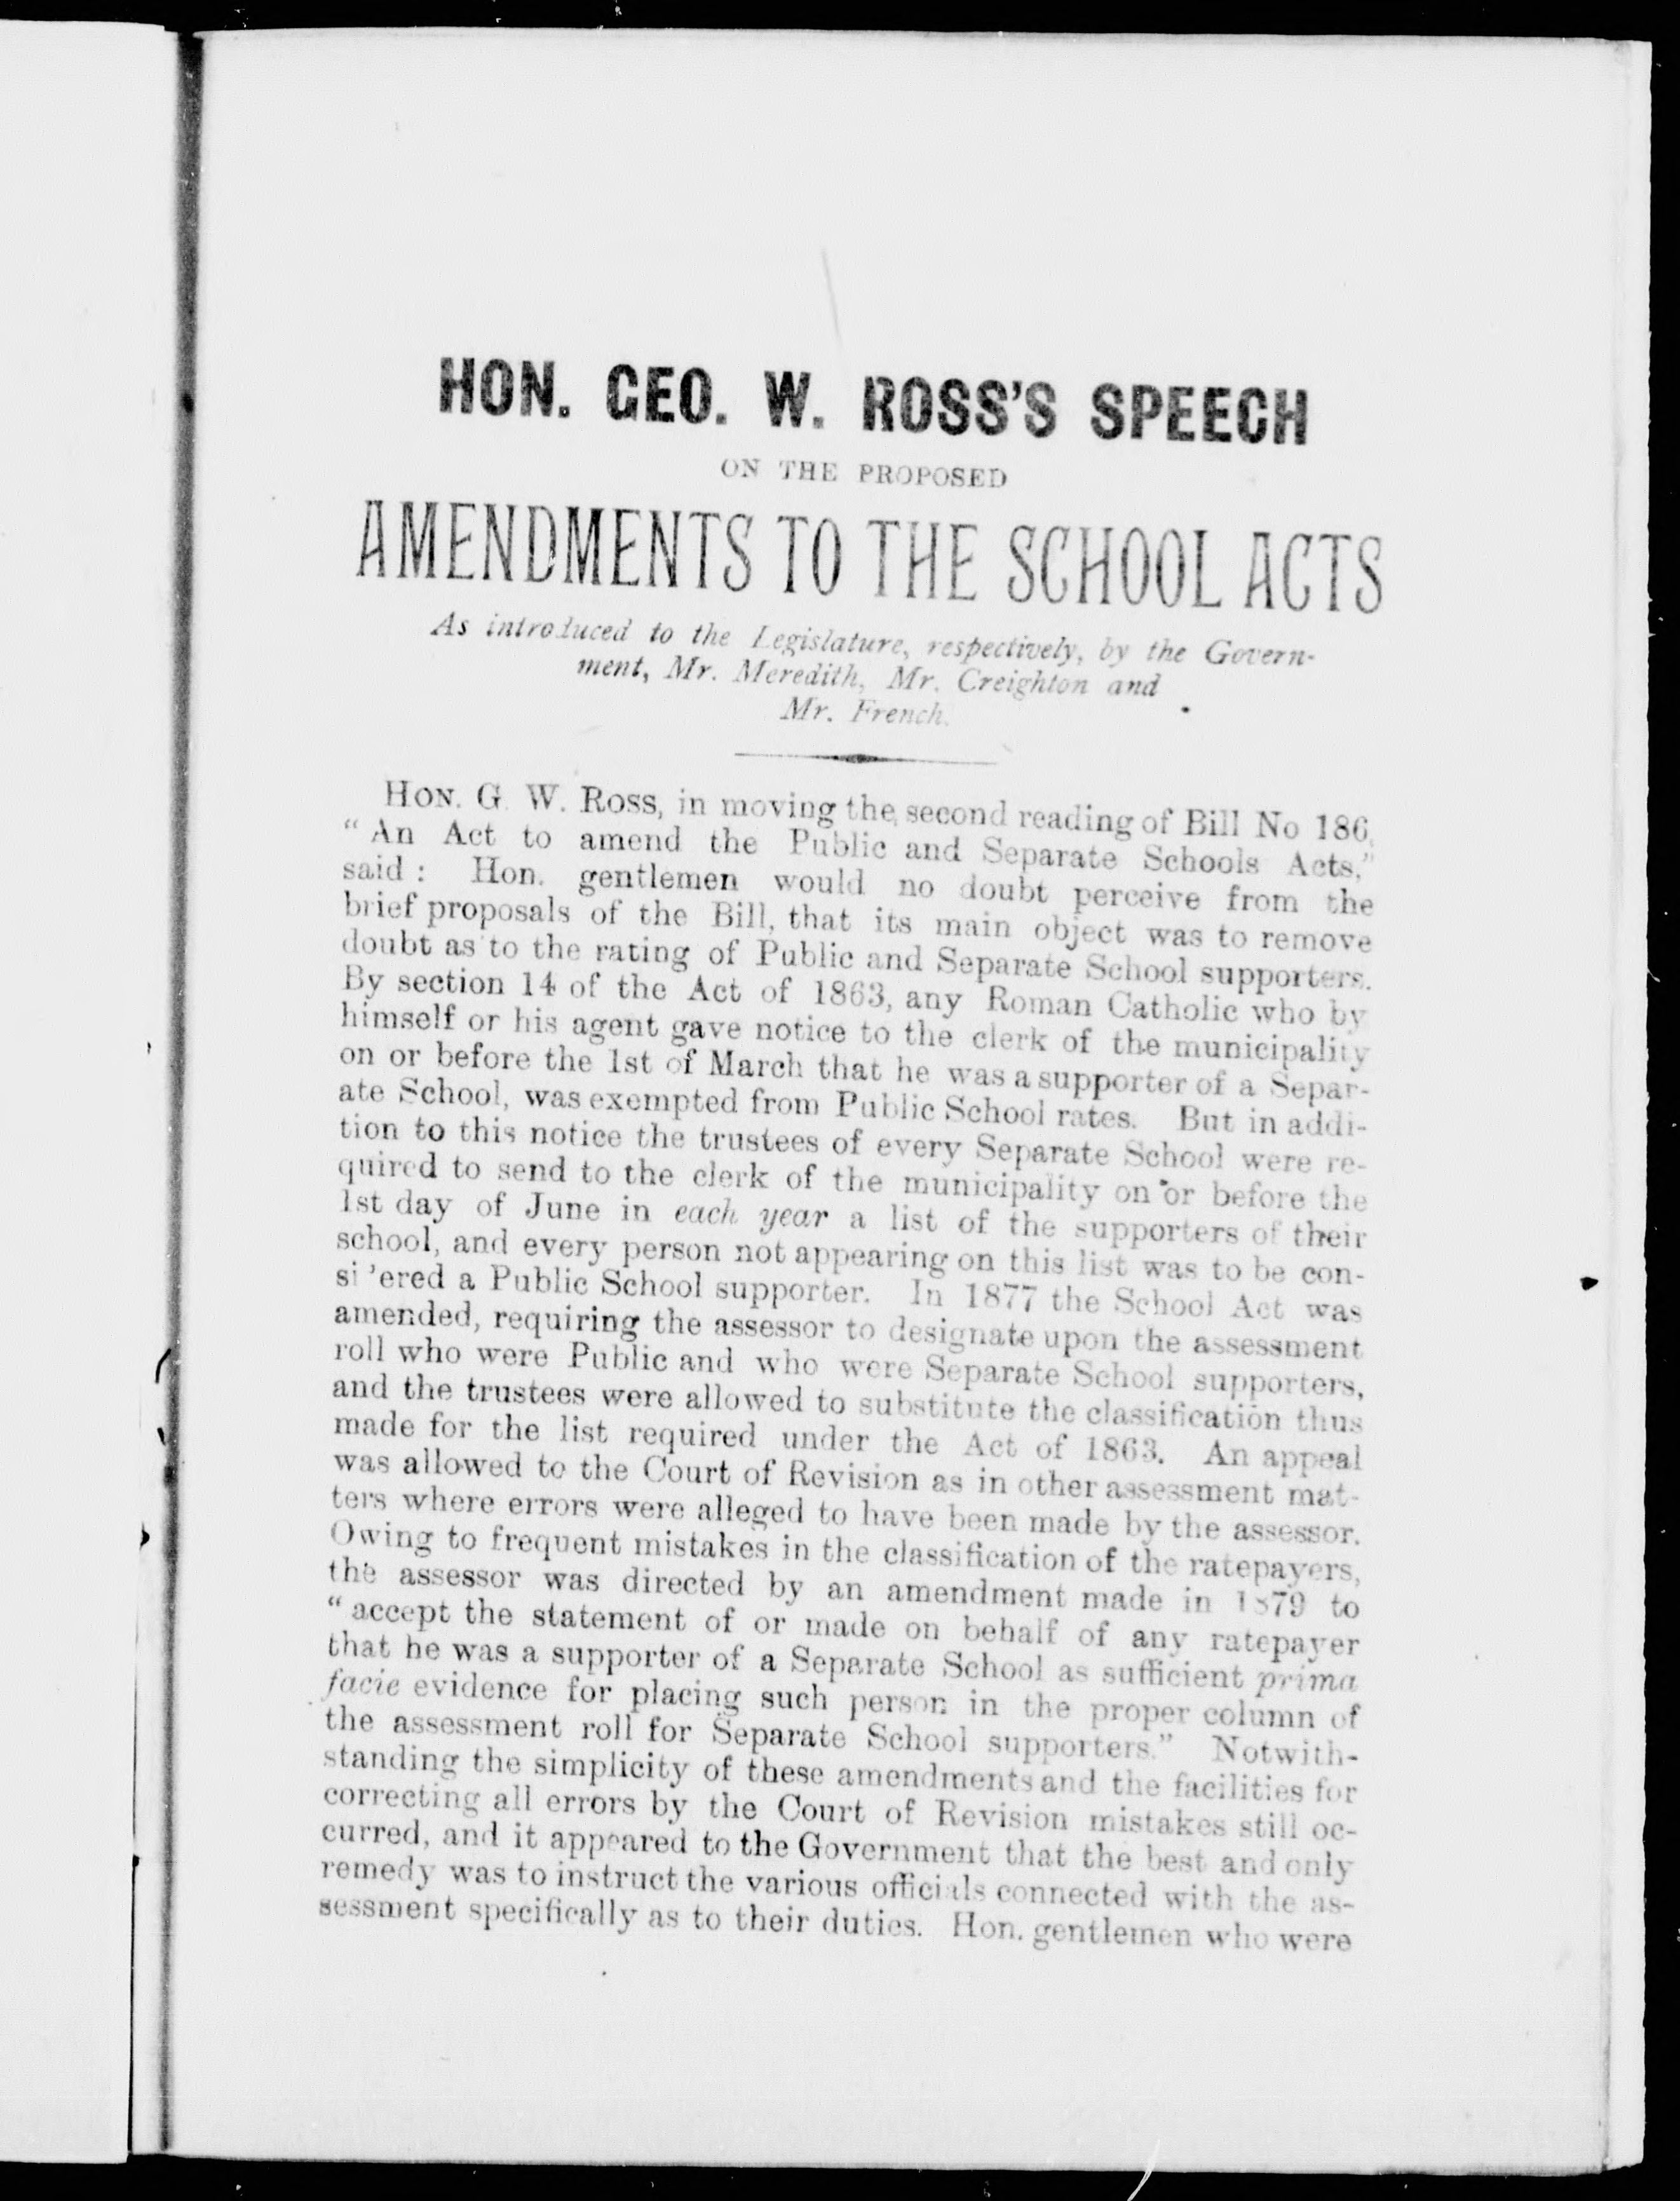 HON. GEO. W. ROSS'S SPEECH
ON THE PROPOSED
AMENDMENTS TO THE SCHOOL ACTS
As introduced to the Legislature, respectively, by the Govern-
ment, Mr. Meredith, Mr. Creighton and
Mr. French.
HON. G. W. ROSS, in moving the second reading of Bill No 186,
"An Act to amend the Public and Separate Schools Acts,"
said: Hon. gentlemen would no doubt perceive from the
brief proposals of the Bill, that its main object was to remove
doubt as to the rating of Public and Separate School supporters.
By section 14 of the Act of 1863, any Roman Catholic who by
himself or his agent gave notice to the clerk of the municipality
on or before the 1st of March that he was a supporter of a Separ-
ate School, was exempted from Public School rates. But in addi-
tion to this notice the trustees of every Separate School were re-
quired to send to the clerk of the municipality on or before the
1st day of June in each year a list of the supporters of their
school, and every person not appearing on this list was to be con-
si'ered a Public School supporter. In 1877 the School Act was
amended, requiring the assessor to designate upon the assessment
roll who were Public and who were Separate School supporters,
and the trustees were allowed to substitute the classification thus
made for the list required under the Act of 1863. An appeal
was allowed to the Court of Revision as in other assessment mat-
ters where errors were alleged to have been made by the assessor.
Owing to frequent mistakes in the classification of the ratepayers,
the assessor was directed by an amendment made in 1879 to
"accept the statement of or made on behalf of any ratepayer
that he was a supporter of a Separate School as sufficient prima
facie evidence for placing such person in the proper column of
the assessment roll for Separate School supporters." Notwith-
standing the simplicity of these amendments and the facilities for
correcting all errors by the Court of Revision mistakes still oc-
curred, and it appeared to the Government that the best and only
remedy was to instruct the various officials connected with the as-
sessment specifically as to their duties. Hon. gentlemen who were